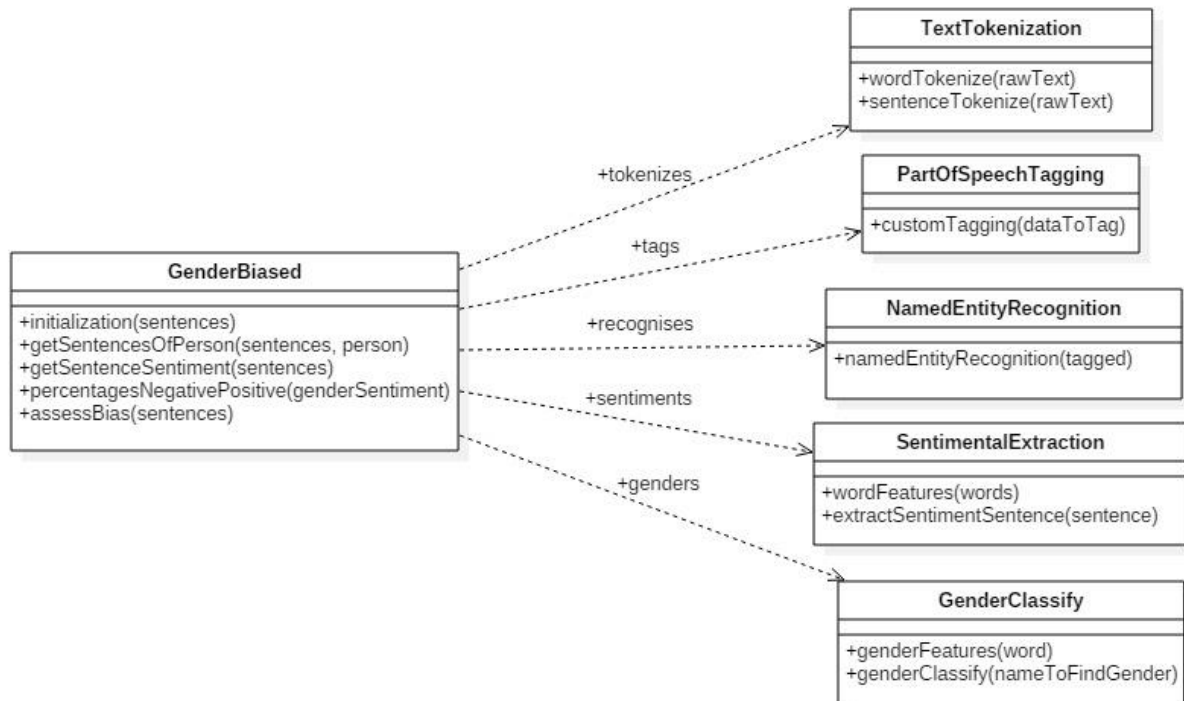 TextTokenization
+wordTokenize(rawText)
+sentenceTokenize(rawText)
+tokenizes
PartOfSpeechTagging
+customTagging(dataToTag)
+tags
GenderBiased
+initialization(sentences)
+getSentencesOfPerson(sentences, person)
+getSentenceSentiment(sentences)
+percentagesNegativePositive(genderSentiment)
+assessBias(sentences)
+recognises
NamedEntityRecognition
+namedEntityRecognition(tagged)
+sentiments
SentimentalExtraction
+wordFeatures(words)
+extractSentimentSentence(sentence)
+genders
GenderClassify
+genderFeatures(word)
+genderClassify(nameToFindGender)